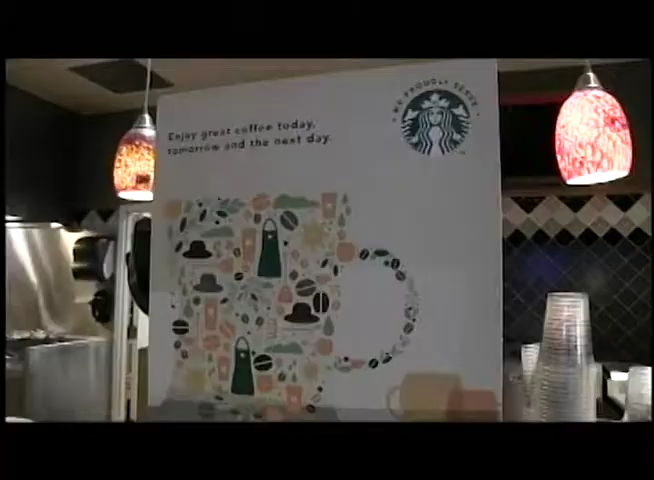 WE PROUDLY SERVE
Enjoy great coffee today,
tomorrow and the next day.